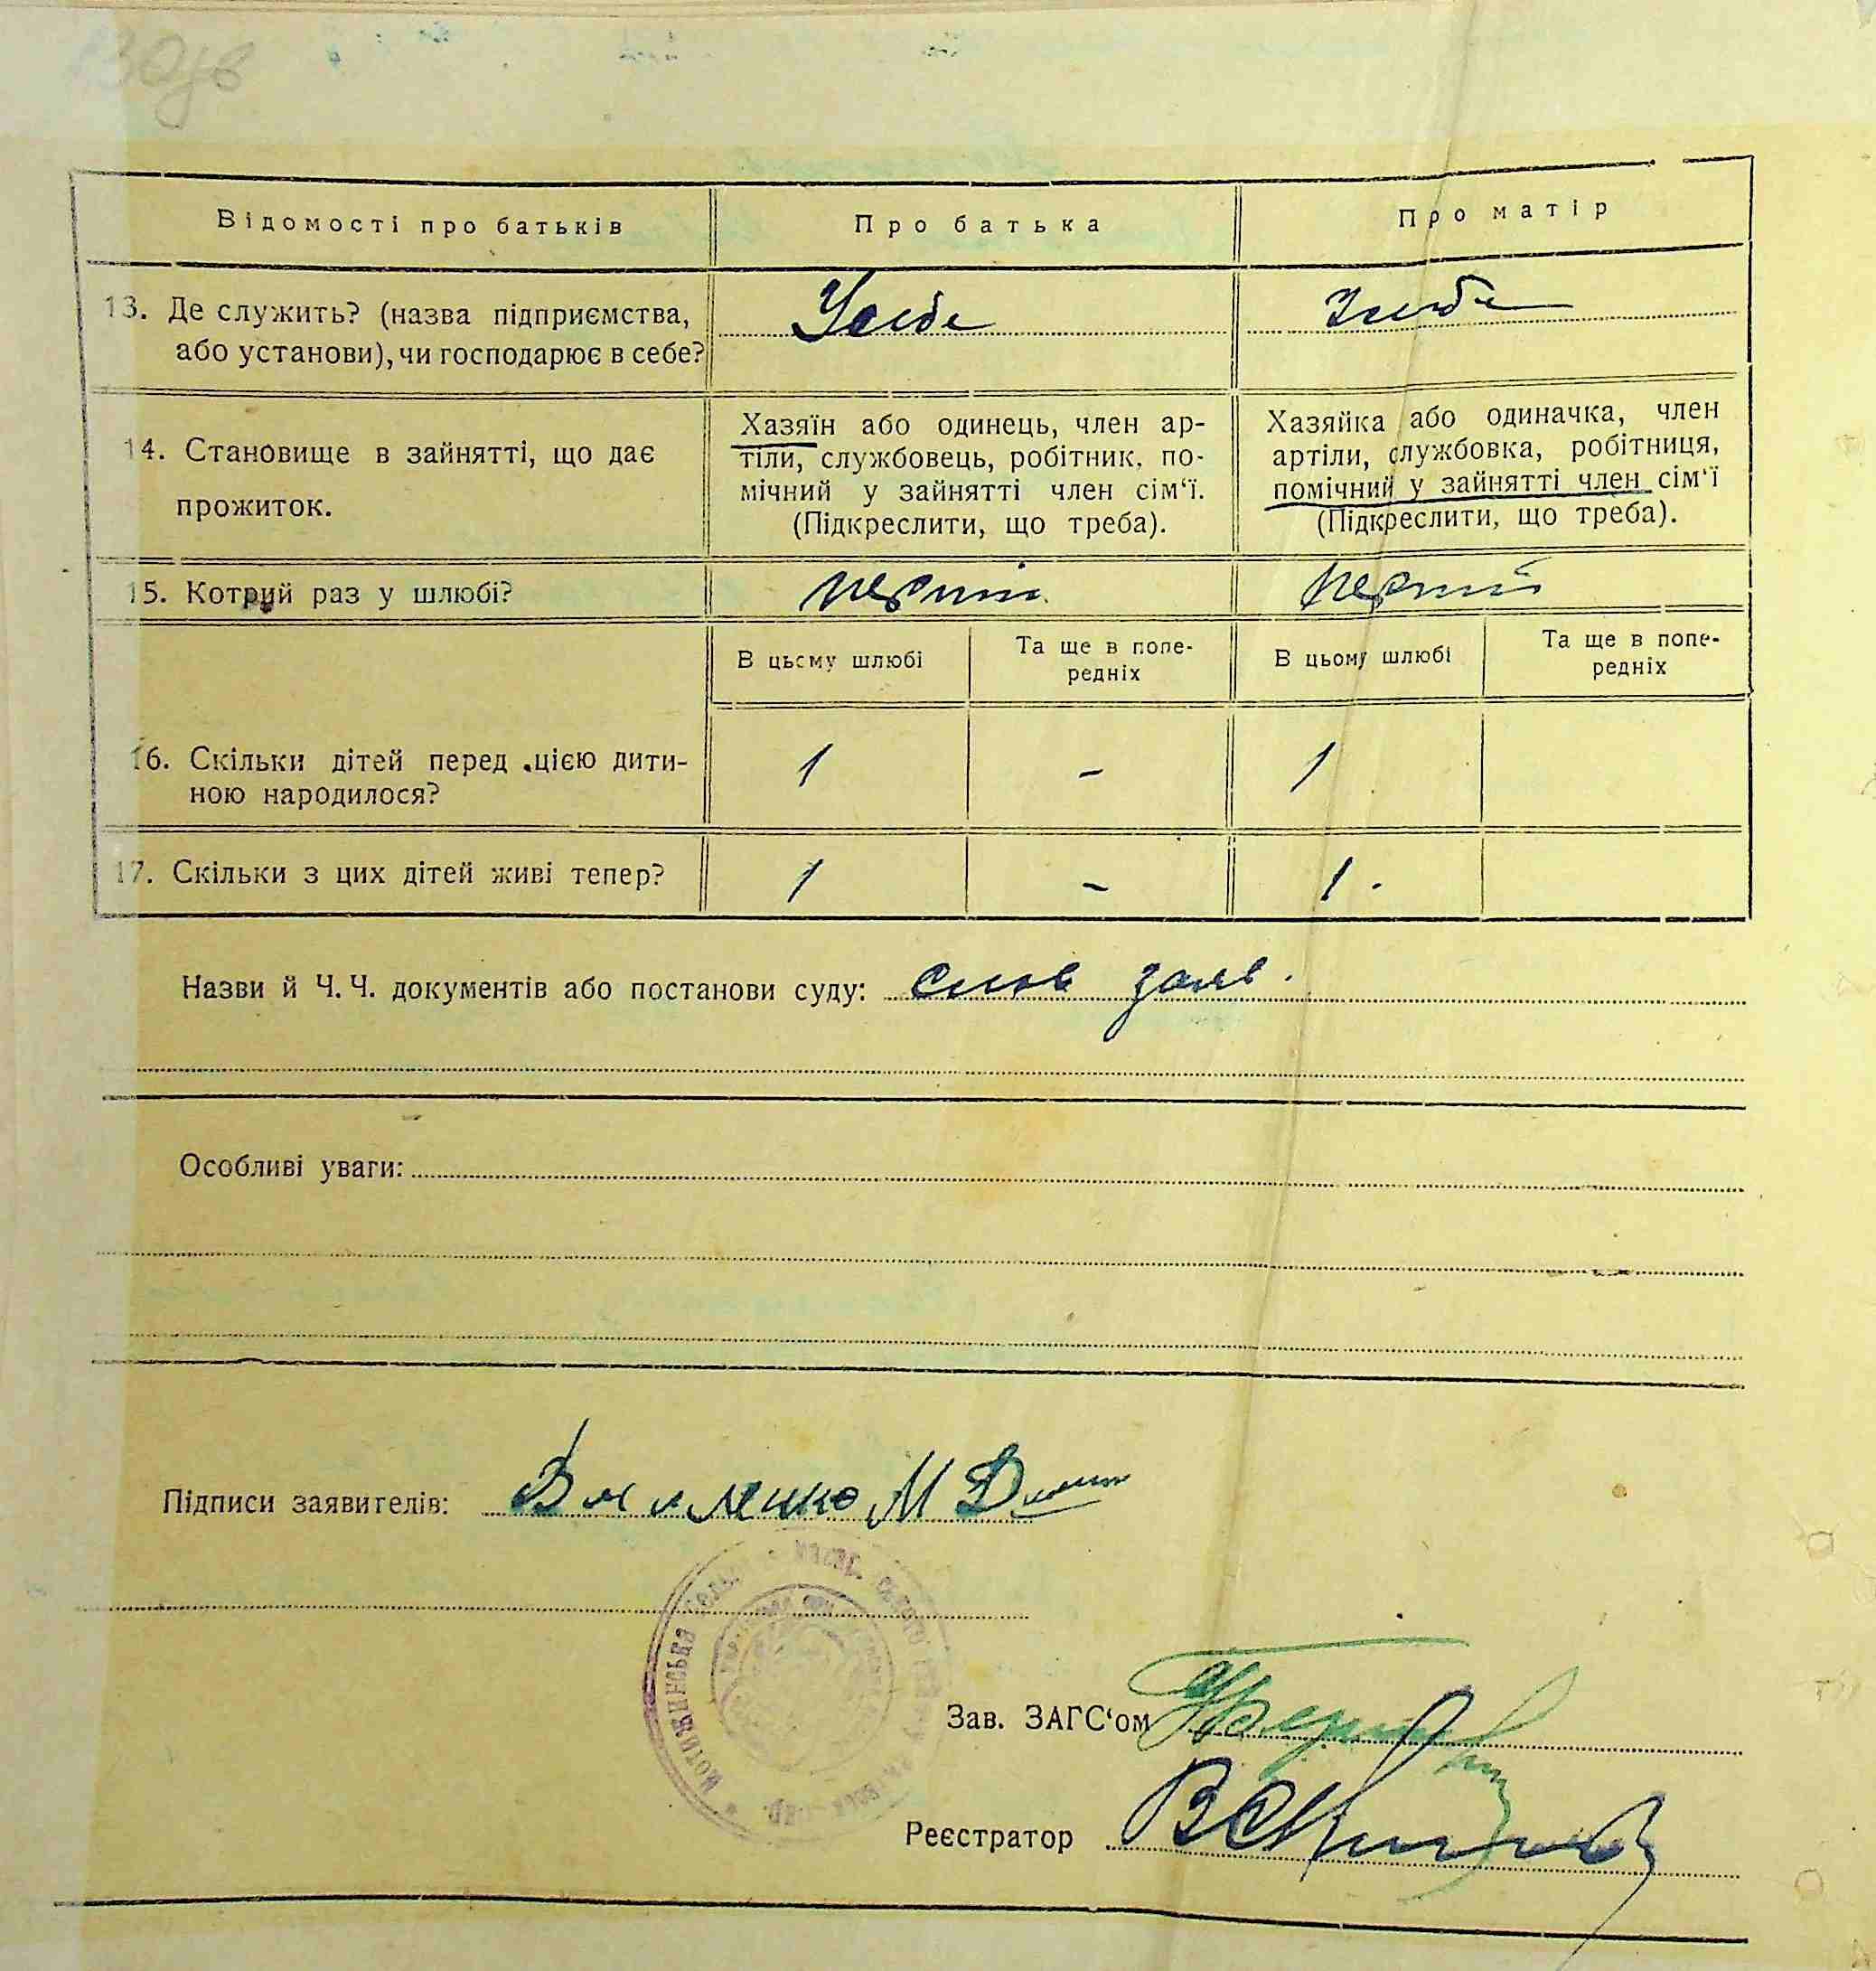 Відомості про батьків
Про батька
Про матір
13. Де служить? (назва підприємства,
або установи), чи господарює в себе?
У себе
У себе
14. Становище в зайнятті, що дає
прожиток.
Хазяїн або одинець, член ар-
тіли, службовець, робітник, по-
мічний у зайнятті член сім‘ї.
(Підкреслити, що треба).
Хазяйка або одиначка, член
артіли, службовка, робітниця,
помічний у зайнятті член сім‘ї
(Підкреслити, що треба).
15. Котрий раз у шлюбі?
перший
перший
В цьсму шлюбі
Та ще в попе-
редніх
В цьому шлюбі
Та ще в попе-
редніх
16. Скільки дітей перед цією дити-
ною народилося?
1
-
1
17. Скільки з цих дітей живі тепер?
1
-
1.
Назви й Ч. Ч. документів або постанови суду: слов заяв.
Особливі уваги:
Підписи заявителів: М
Зав. ЗАГС‘ом
Реєстратор